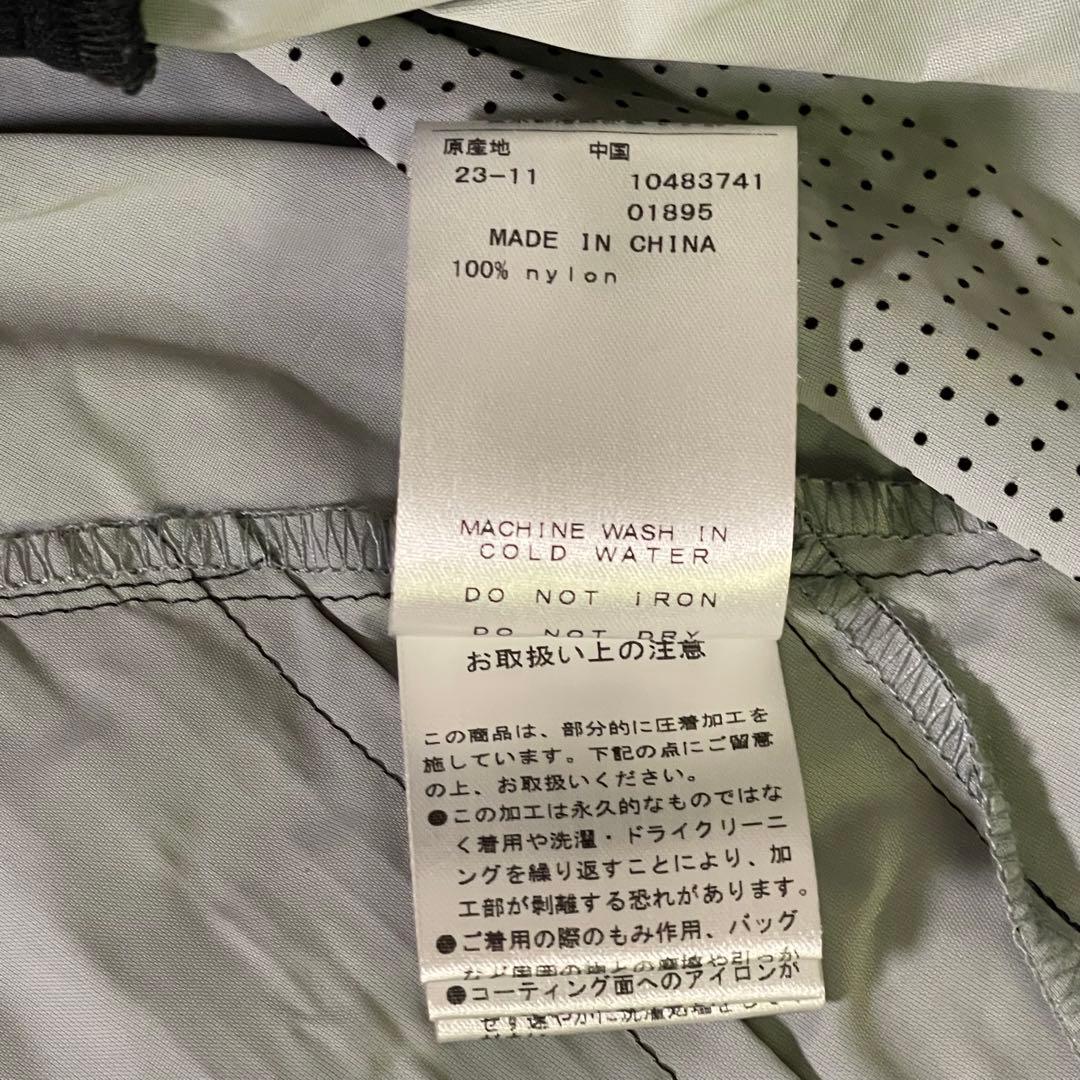 原産地 中国
23-11 10483741
01895
MADE IN CHINA
100% nylon
MACHINE WASH IN
COLD WATER
DO NOT IRON
DO NOT DRY
お取扱い上の注意
この商品は、部分的に圧着加工を
施しています。下記の点にご留意
の上、お取扱いください。
●この加工は永久的なものではな
く着用や洗濯・ドライクリーニ
ングを繰り返すことにより、加
工部が剝離する恐れがあります。
●ご着用の際のもみ作用、バッグ
●コーティング面へのアイロンが